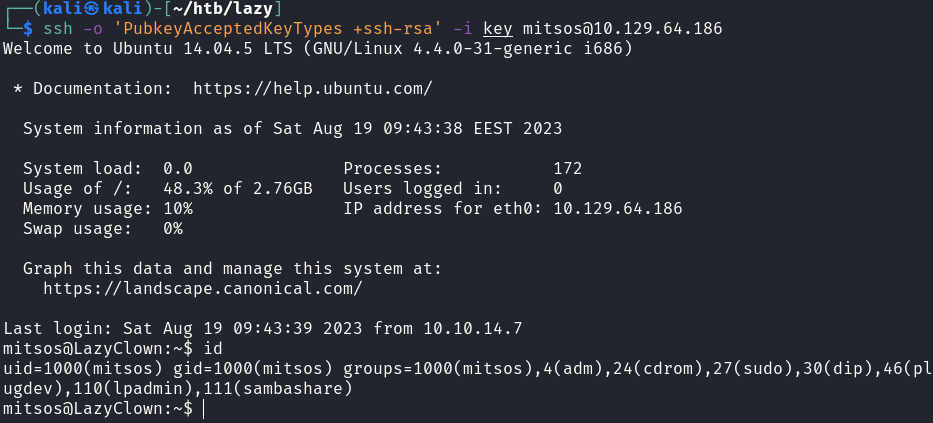 ┌──(kali㉿kali)-[~/htb/lazy]
└─$ ssh -o 'PubkeyAcceptedKeyTypes +ssh-rsa' -i key mitsos@10.129.64.186
Welcome to Ubuntu 14.04.5 LTS (GNU/Linux 4.4.0-31-generic i686)
* Documentation:  https://help.ubuntu.com/
System information as of Sat Aug 19 09:43:38 EEST 2023
System load:  0.0               Processes:           172
Usage of /:   48.3% of 2.76GB   Users logged in:     0
Memory usage: 10%               IP address for eth0: 10.129.64.186
Swap usage:   0%
Graph this data and manage this system at:
https://landscape.canonical.com/
Last login: Sat Aug 19 09:43:39 2023 from 10.10.14.7
mitsos@LazyClown:~$ id
uid=1000(mitsos) gid=1000(mitsos) groups=1000(mitsos),4(adm),24(cdrom),27(sudo),30(dip),46(pl
ugdev),110(lpadmin),111(sambashare)
mitsos@LazyClown:~$